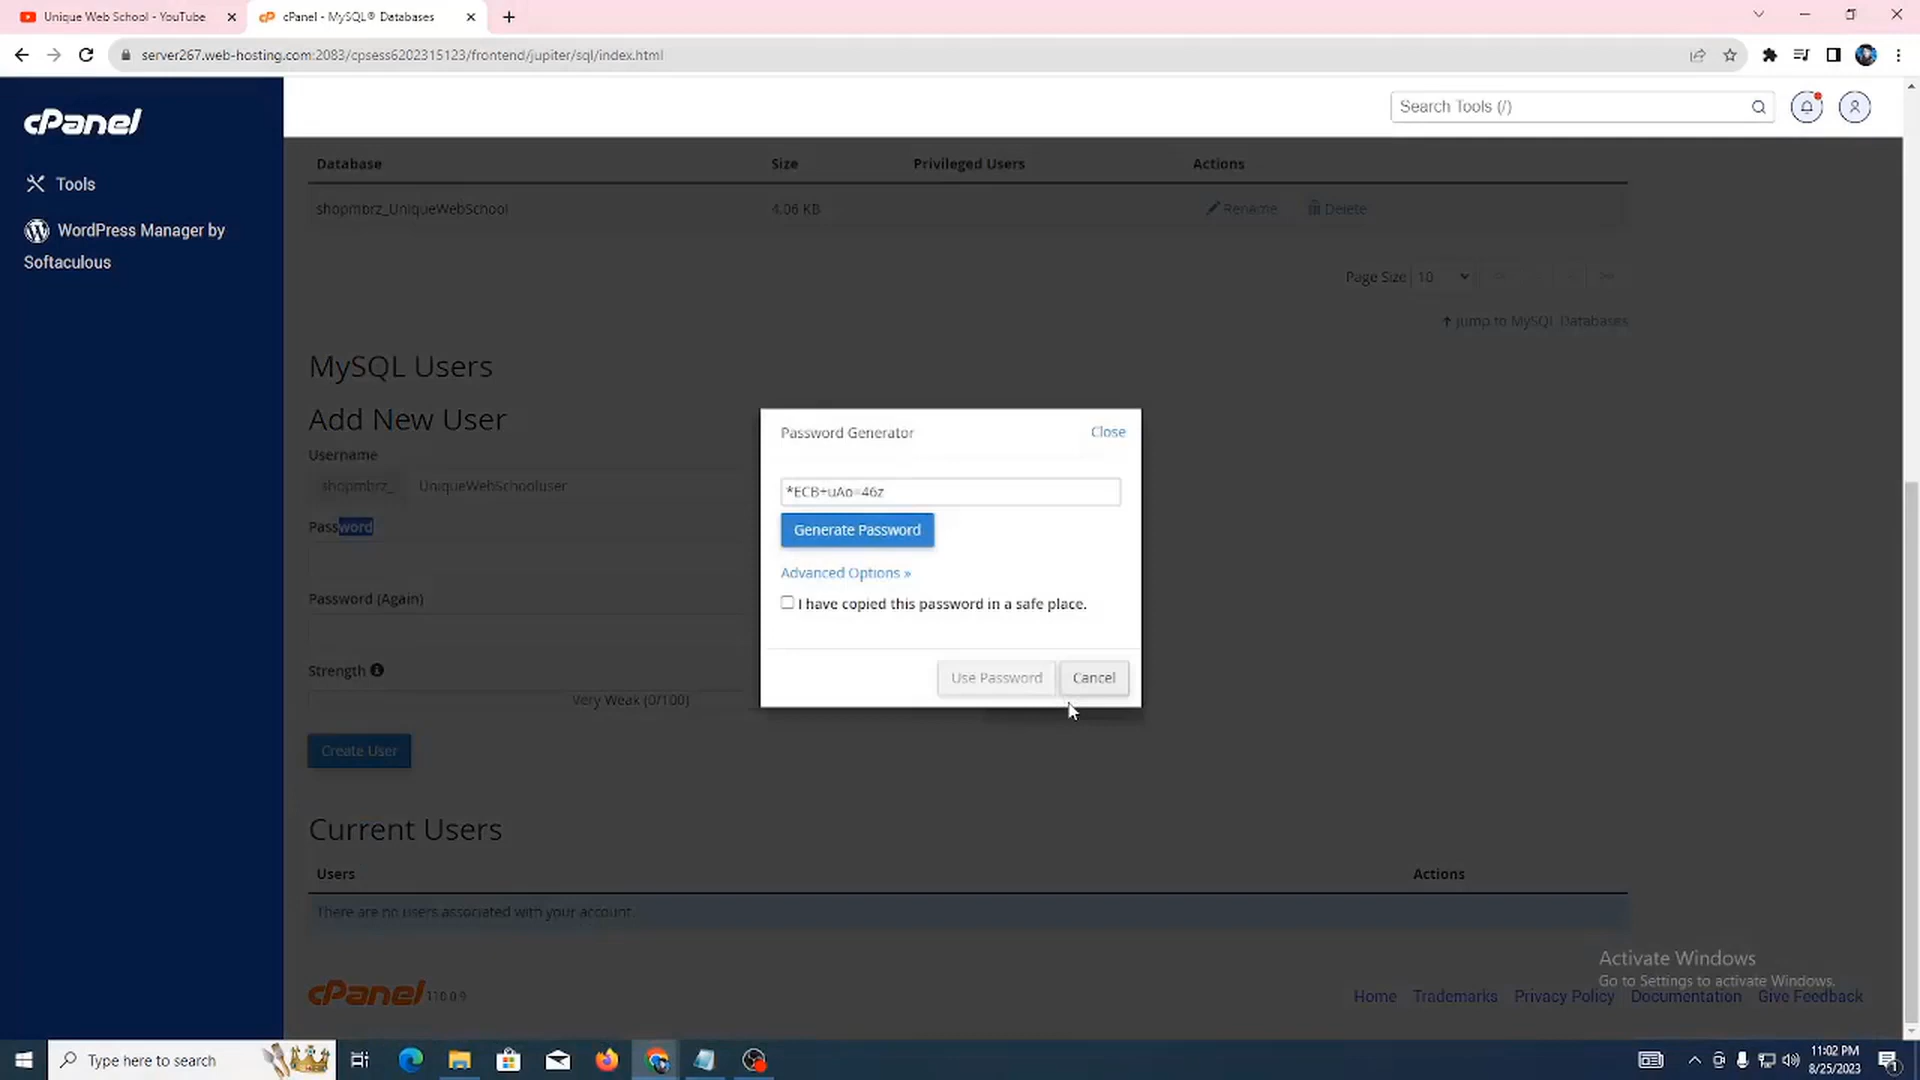 Unique Web School - YouTube
cPanel - MySQL® Databases
server267.web-hosting.com:2083/cpsess6202315123/frontend/jupiter/sql/index.html
cPanel
Search Tools (/)
Tools
WordPress Manager by
Softaculous
Database Size Privileged Users Actions
shopmbrz_UniqueWebSchool 4.06 KB Rename Delete
Page Size 10
Jump to MySQL Databases
MySQL Users
Add New User
Username
shopmbrz_ UniqueWebSchooluser
Password
Password (Again)
Strength
Very Weak (0/100)
Create User
Password Generator Close
*ECB+uAo=46z
Generate Password
Advanced Options »
I have copied this password in a safe place.
Use Password Cancel
Current Users
Users Actions
There are no users associated with your account.
Activate Windows
Go to Settings to activate Windows.
cPanel 110.0.9
Home Trademarks Privacy Policy Documentation Give Feedback
Type here to search
11:02 PM
8/25/2023
1